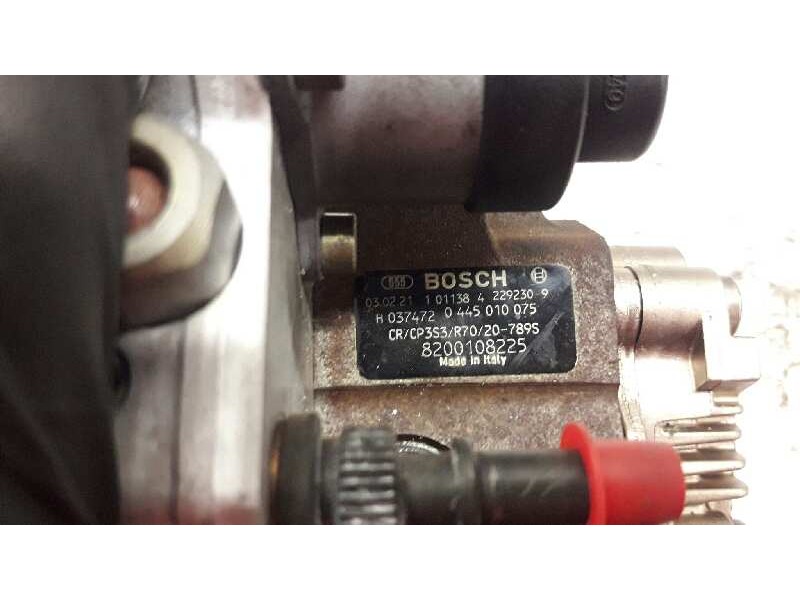 BOSCH
03.02.21 1 01138 4 229230 9
H 037472 0 445 010 075
CR/CP3S3/R70/20-789S
8200108225
Made in Italy